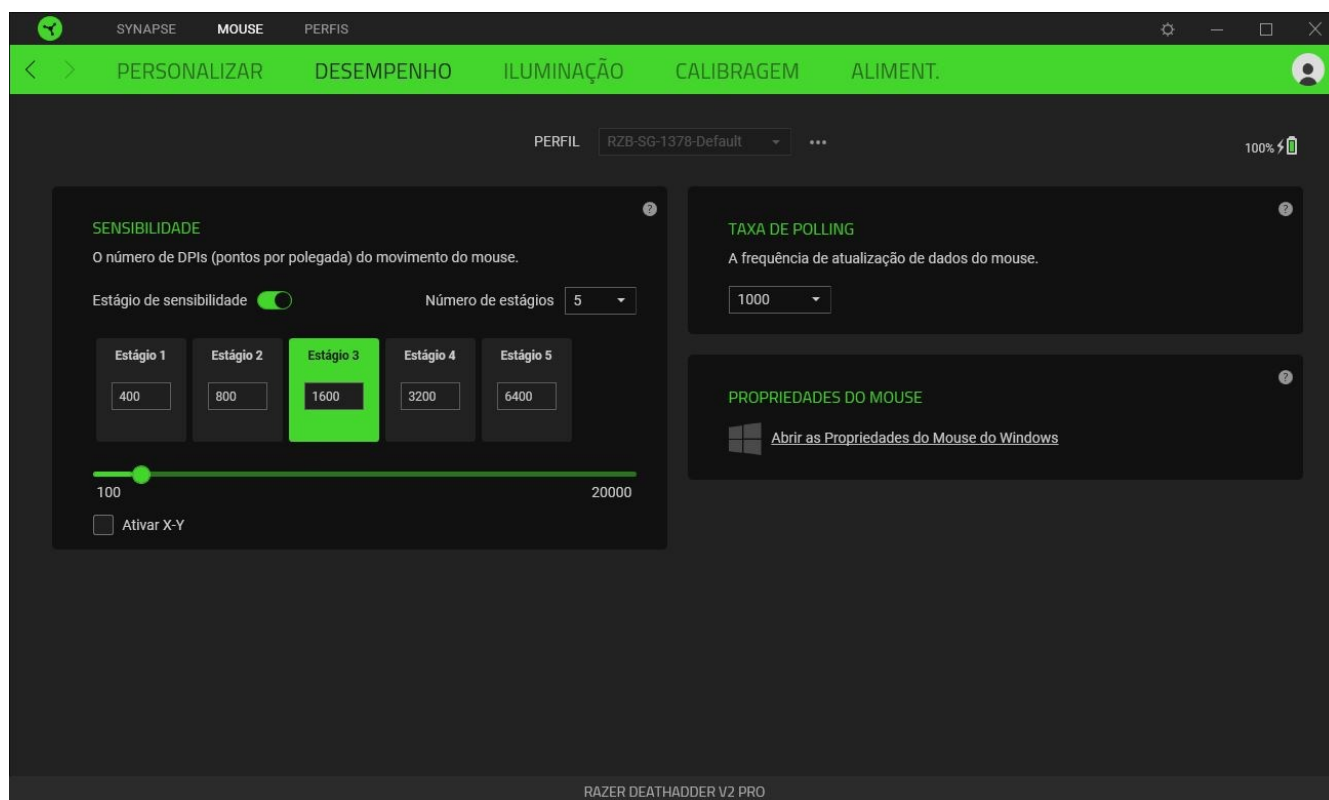 SYNAPSE MOUSE PERFIS
PERSONALIZAR DESEMPENHO ILUMINAÇÃO CALIBRAGEM ALIMENT.
PERFIL RZB-SG-1378-Default •••
100%
SENSIBILIDADE
O número de DPIs (pontos por polegada) do movimento do mouse.
Estágio de sensibilidade Número de estágios 5
Estágio 1 Estágio 2 Estágio 3 Estágio 4 Estágio 5
400 800 1600 3200 6400
100 20000
Ativar X-Y
?
TAXA DE POLLING
A frequência de atualização de dados do mouse.
1000
?
PROPRIEDADES DO MOUSE
Abrir as Propriedades do Mouse do Windows
?
RAZER DEATHADDER V2 PRO